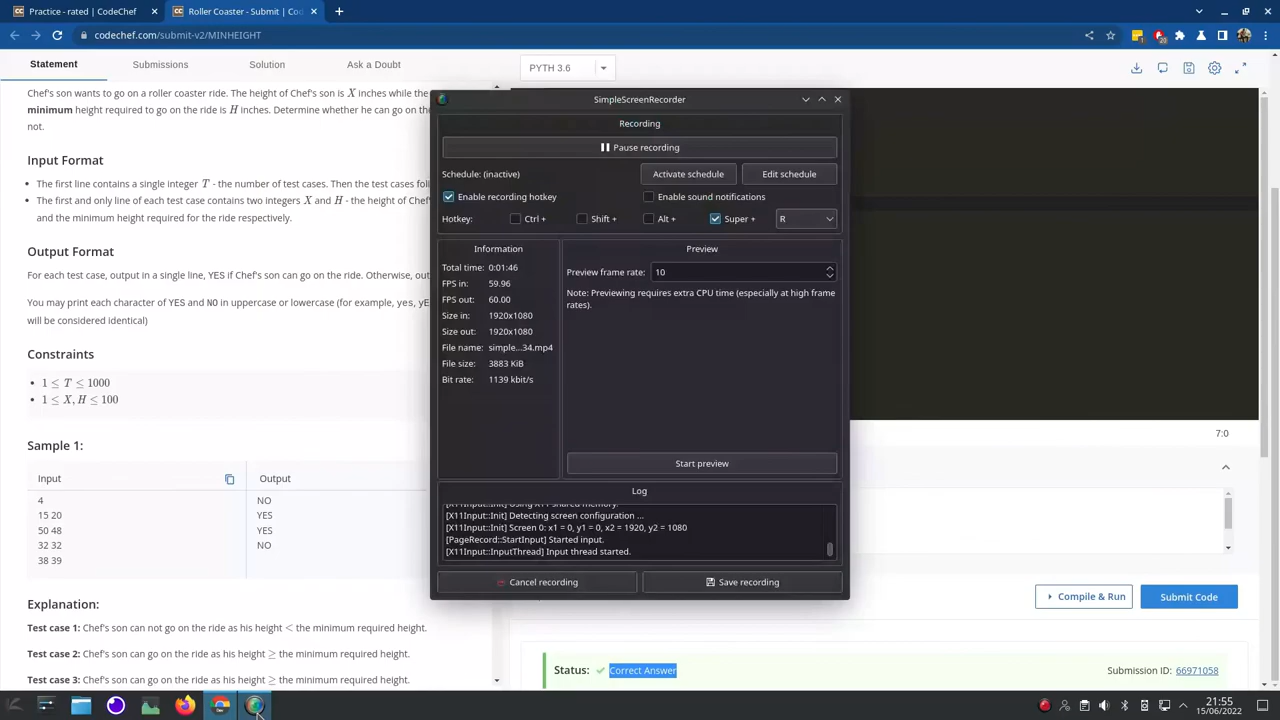 Practice - rated | CodeChef
Roller Coaster - Submit | Cod
codechef.com/submit-v2/MINHEIGHT
Statement
Submissions
Solution
Ask a Doubt
PYTH 3.6
Chef's son wants to go on a roller coaster ride. The height of Chef's son is X inches while the
minimum height required to go on the ride is H inches. Determine whether he can go on the
not.
Input Format
The first line contains a single integer T - the number of test cases. Then the test cases
The first and only line of each test case contains two integers X and H - the height of Chef'
and the minimum height required for the ride respectively.
Output Format
For each test case, output in a single line, YES if Chef's son can go on the ride. Otherwise,
You may print each character of YES and NO in uppercase or lowercase (for example, yes,
will be considered identical)
Constraints
1 ≤ T ≤ 1000
1 ≤ X, H ≤ 100
Sample 1:
Input
Output
4
15 20
50 48
32 32
38 39
NO
YES
YES
NO
Explanation:
Test case 1: Chef's son can not go on the ride as his height < the minimum required height.
Test case 2: Chef's son can go on the ride as his height ≥ the minimum required height.
Test case 3: Chef's son can go on the ride as his height ≥ the minimum required height.
SimpleScreenRecorder
Recording
Pause recording
Schedule: (inactive)
Activate schedule
Edit schedule
Enable recording hotkey
Enable sound notifications
Hotkey:
Ctrl +
Shift +
Alt +
Super +
R
Information
Total time: 0:01:46
FPS in: 59.96
FPS out: 60.00
Size in: 1920x1080
Size out: 1920x1080
File name: simple...34.mp4
File size: 3883 KiB
Bit rate: 1139 kbit/s
Preview
Preview frame rate: 10
Note: Previewing requires extra CPU time (especially at high frame
rates).
Start preview
Log
[X11Input::Init] Using X11 shared memory.
[X11Input::Init] Detecting screen configuration ...
[X11Input::Init] Screen 0: x1 = 0, y1 = 0, x2 = 1920, y2 = 1080
[PageRecord::StartInput] Started input.
[X11Input::InputThread] Input thread started.
Cancel recording
Save recording
7:0
Compile & Run
Submit Code
Status:
Correct Answer
Submission ID: 66971058
21:55
15/06/2022